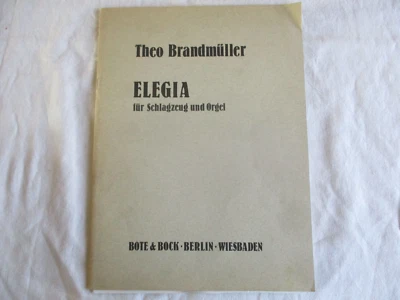 Theo Brandmüller
ELEGIA
für Schlagzeug und Orgel
BOTE & BOCK · BERLIN · WIESBADEN